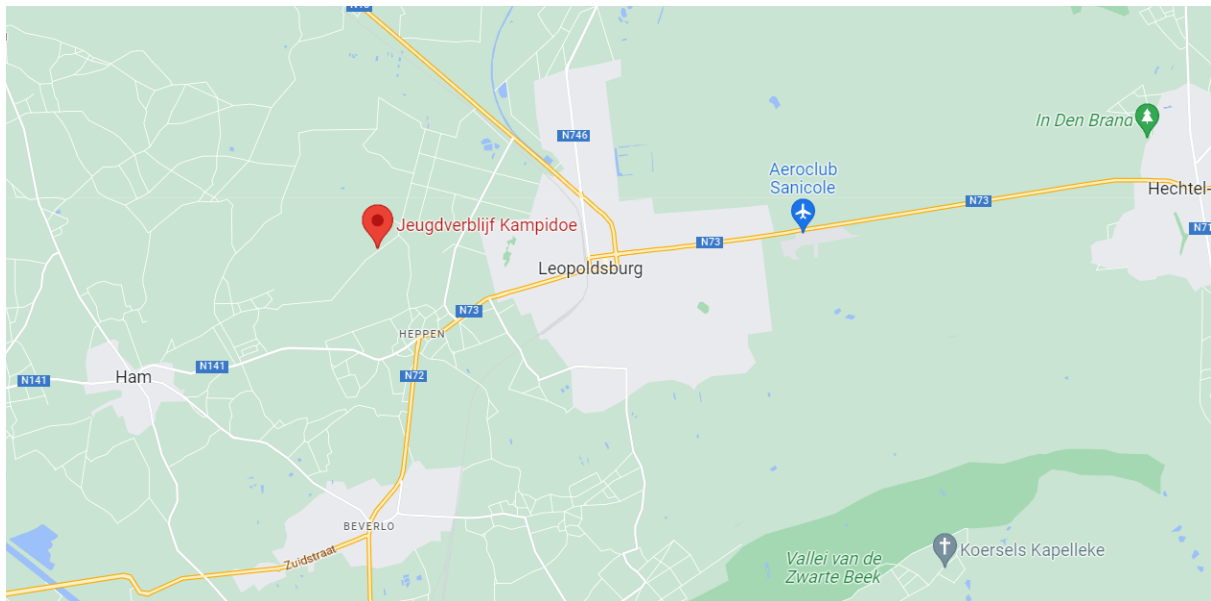 N746
In Den Brand
Aeroclub
Sanicole
Hechtel-
N73
Jeugdverblijf Kampidoe
N71
N73
Leopoldsburg
N73
HEPPEN
N141
N72
Ham
N141
BEVERLO
Zuidstraat
Koersels Kapelleke
Vallei van de
Zwarte Beek